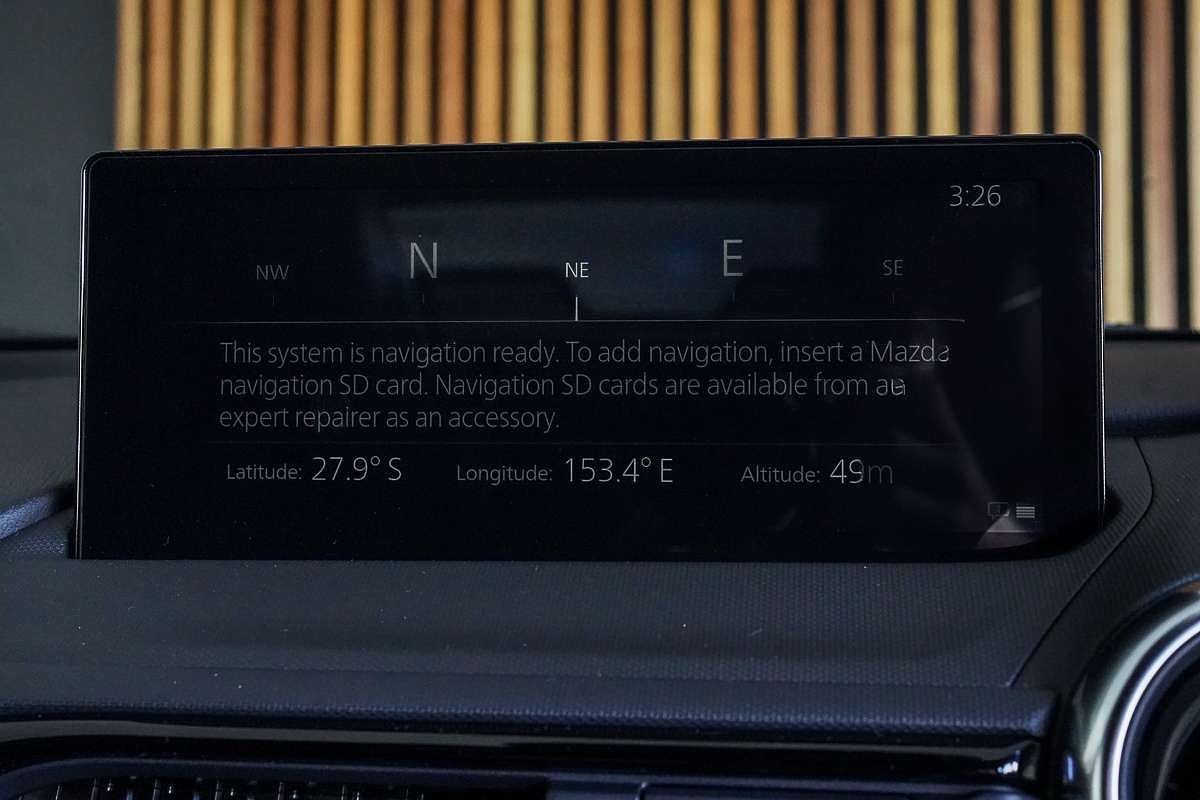 3:26
NW N NE E SE
This system is navigation ready. To add navigation, insert a Mazda
navigation SD card. Navigation SD cards are available from an
expert repairer as an accessory.
Latitude: 27.9° S Longitude: 153.4° E Altitude: 49m